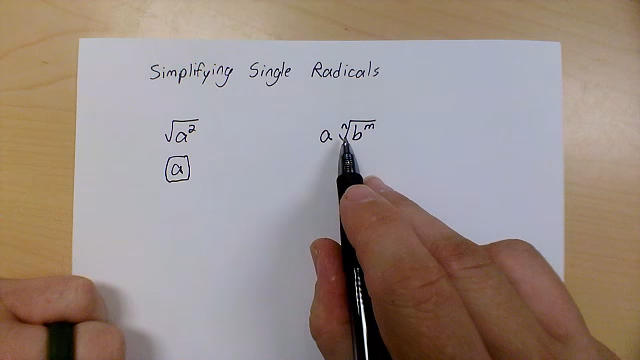 Simplifying Single Radicals
√a² a ⁿ√bᵐ
a